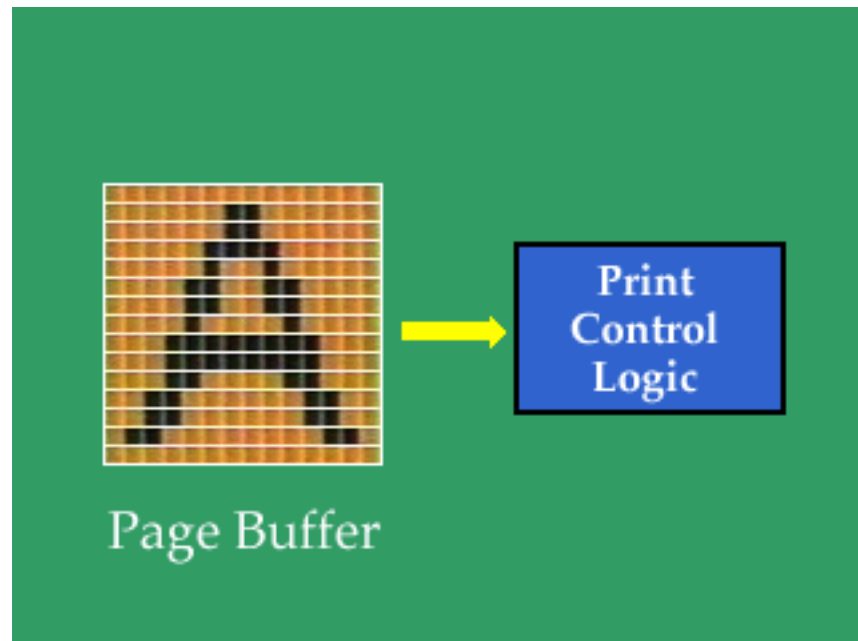 A
Print
Control
Logic
Page Buffer